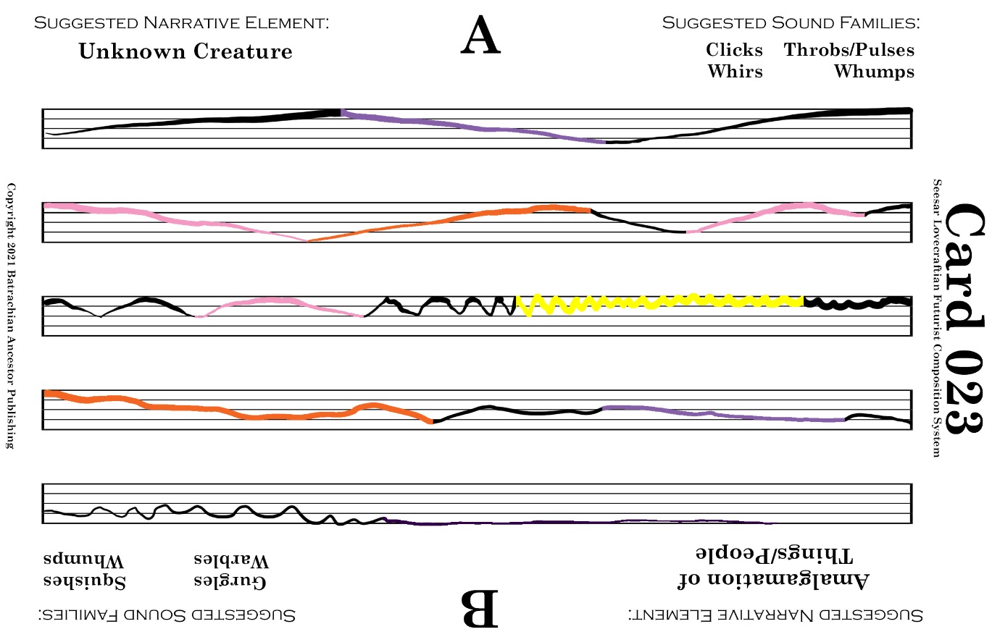 SUGGESTED NARRATIVE ELEMENT:
Unknown Creature
A
SUGGESTED SOUND FAMILIES:
Clicks Throbs/Pulses
Whirs Whumps
Copyright 2021 Batrachian Ancestor Publishing
Card 023
Seesar Lovecraftian Futurist Composition System
B
SUGGESTED NARRATIVE ELEMENT:
Amalgamation of
Things/People
SUGGESTED SOUND FAMILIES:
Gurgles Squishes
Warbles Whumps